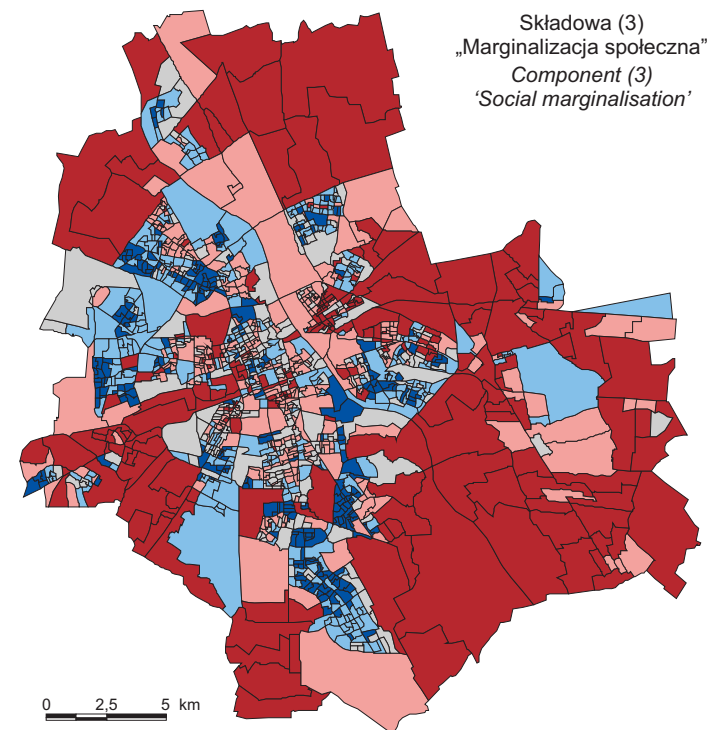 Składowa (3)
„Marginalizacja społeczna”
Component (3)
‘Social marginalisation’
0 2,5 5 km